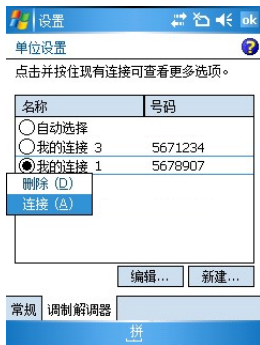 设置 ok
单位设置
点击并按住现有连接可查看更多选项。
名称 号码
自动选择
我的连接 3 5671234
我的连接 1 5678907
删除 (D)
连接 (A)
编辑... 新建...
常规 调制解调器
拼